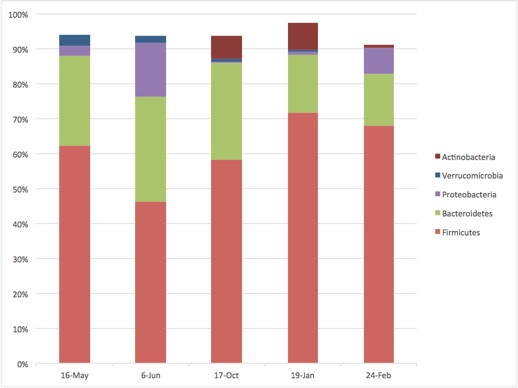 100%
90%
80%
70%
60%
50%
40%
30%
20%
10%
0%
16-May 6-Jun 17-Oct 19-Jan 24-Feb
Actinobacteria
Verrucomicrobia
Proteobacteria
Bacteroidetes
Firmicutes